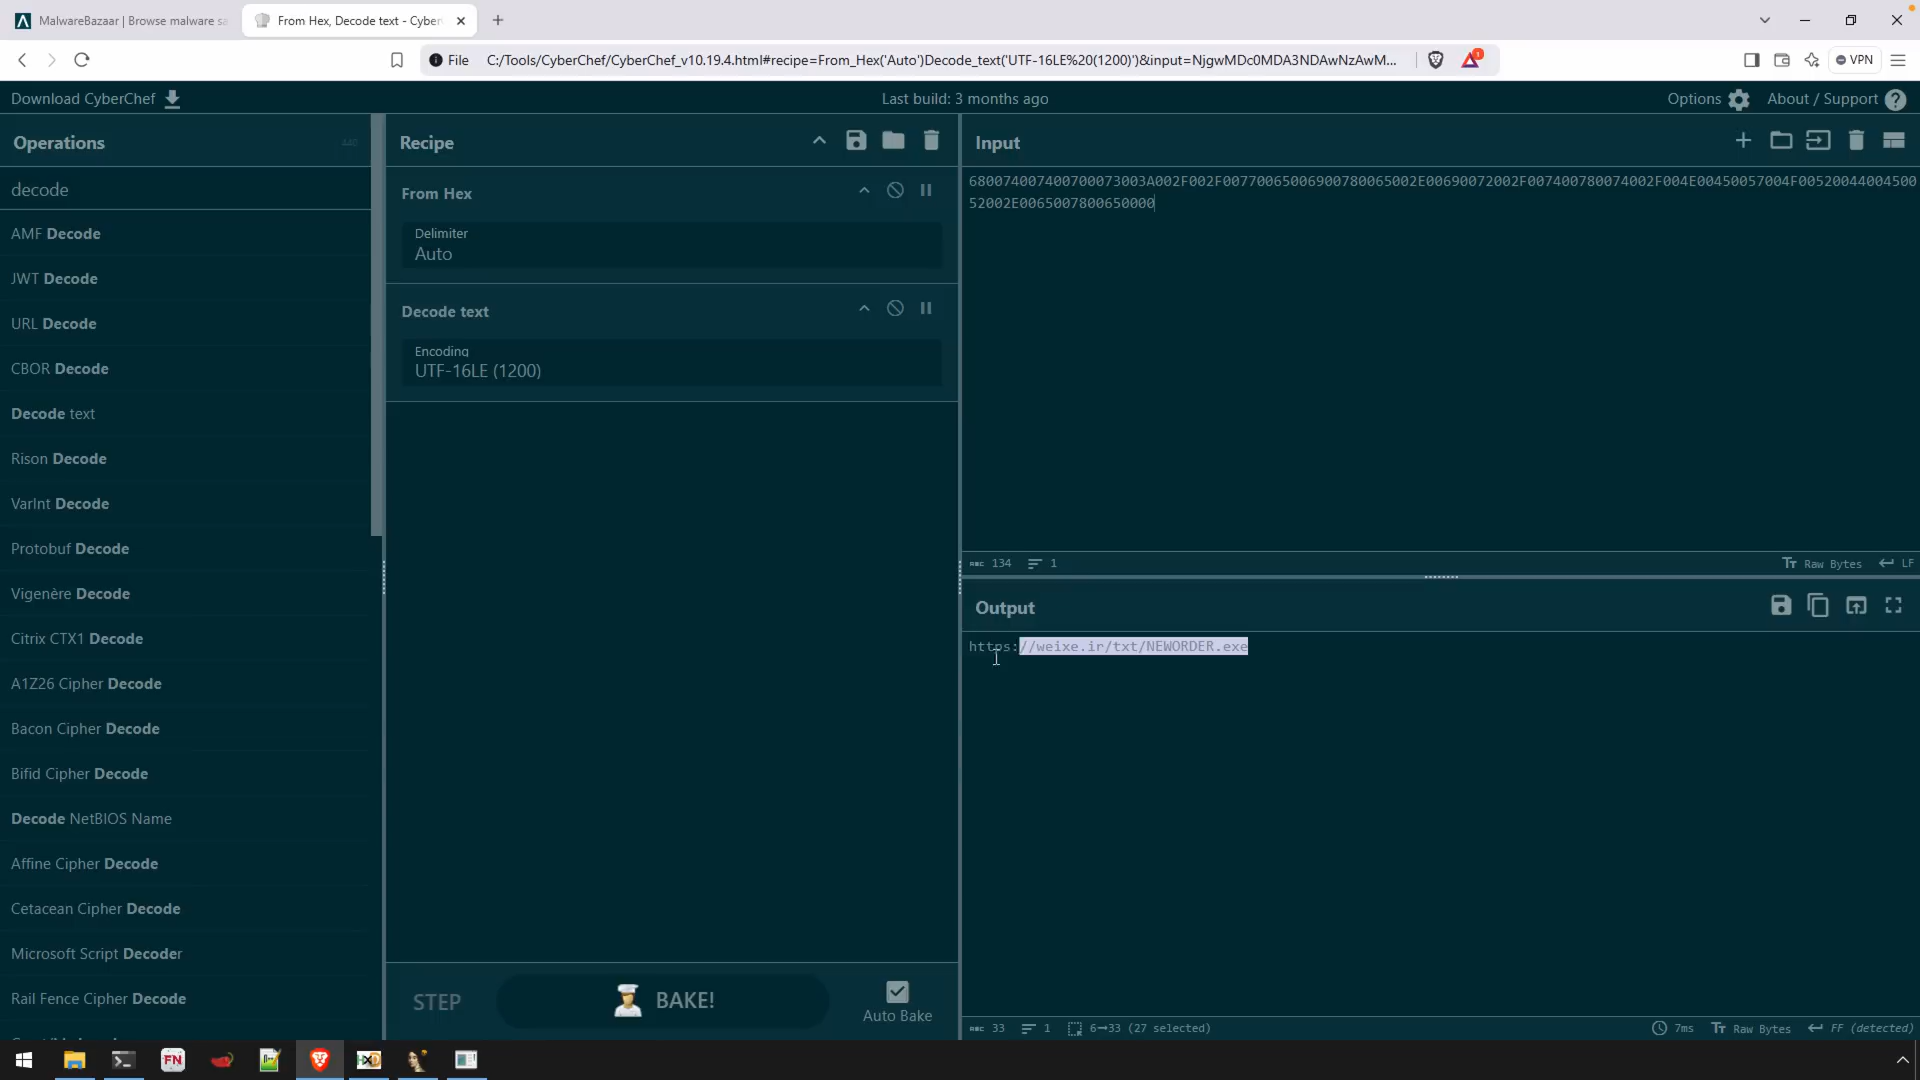 MalwareBazaar | Browse malware sa
From Hex, Decode text - Cyber
File
C:/Tools/CyberChef/CyberChef_v10.19.4.html#recipe=From_Hex('Auto')Decode_text('UTF-16LE%20(1200)')&input=NjgwMDc0MDA3NDAwNzAwM...
1
VPN
Download CyberChef
Last build: 3 months ago
Options
About / Support
Operations
440
decode
AMF Decode
JWT Decode
URL Decode
CBOR Decode
Decode text
Rison Decode
VarInt Decode
Protobuf Decode
Vigenère Decode
Citrix CTX1 Decode
A1Z26 Cipher Decode
Bacon Cipher Decode
Bifid Cipher Decode
Decode NetBIOS Name
Affine Cipher Decode
Cetacean Cipher Decode
Microsoft Script Decoder
Rail Fence Cipher Decode
Recipe
From Hex
Delimiter
Auto
Decode text
Encoding
UTF-16LE (1200)
STEP
BAKE!
Auto Bake
Input
680074007400700073003A002F002F00770065006900780065002E00690072002F007400780074002F004E00450057004F00520044004500
52002E0065007800650000
134
1
Raw Bytes
LF
Output
https://weixe.ir/txt/NEWORDER.exe
33
1
6→33 (27 selected)
7ms
Raw Bytes
FF (detected)
FN